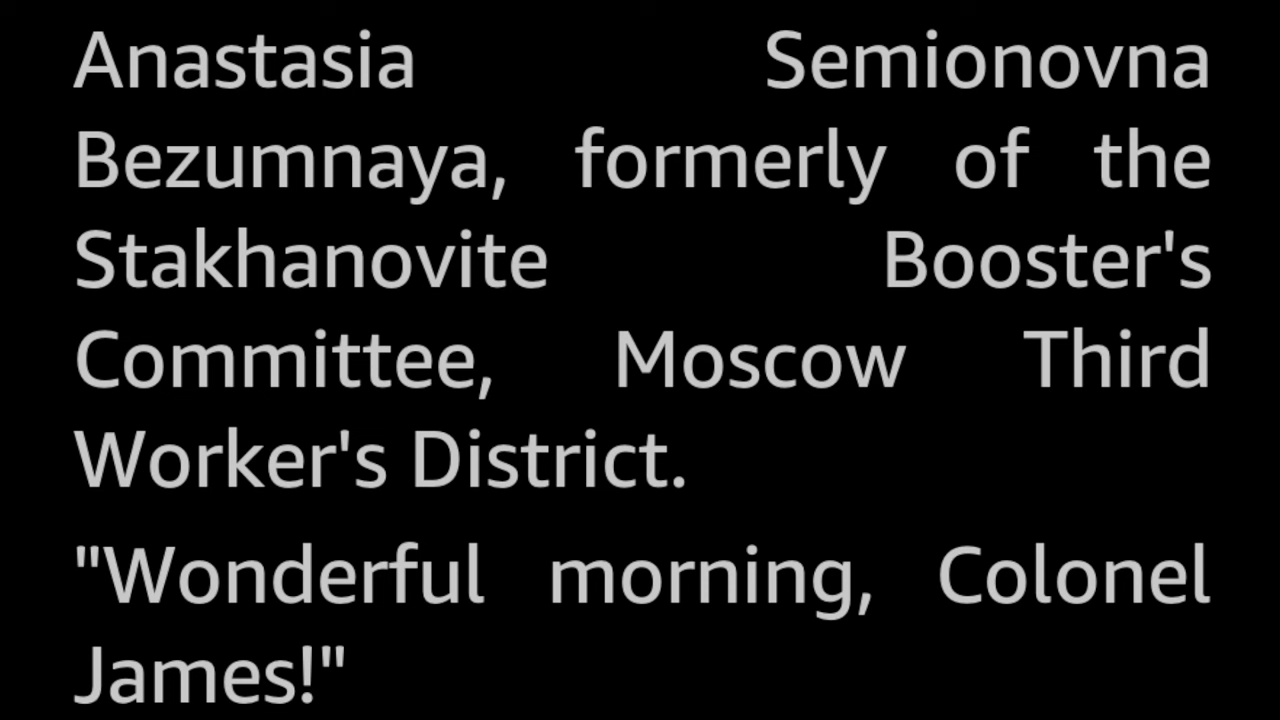 Anastasia Semionovna
Bezumnaya, formerly of the
Stakhanovite Booster's
Committee, Moscow Third
Worker's District.
"Wonderful morning, Colonel
James!"